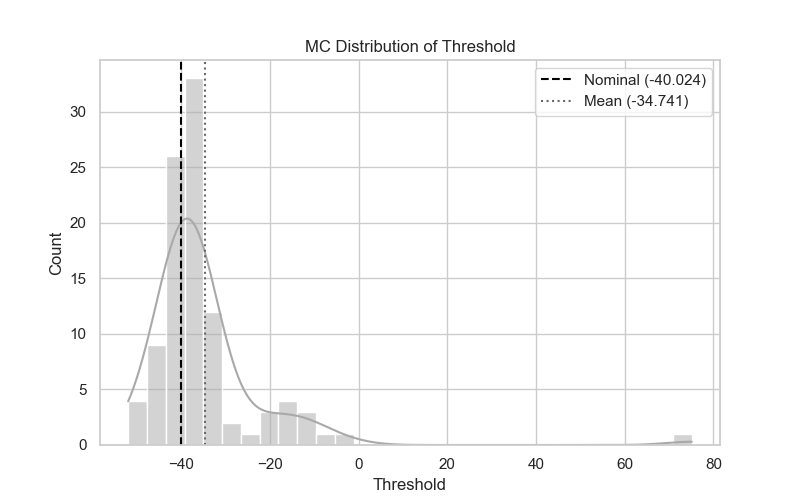 MC Distribution of Threshold
Nominal (-40.024)
Mean (-34.741)
Count
30
25
20
15
10
5
0
−40
−20
0
20
40
60
80
Threshold